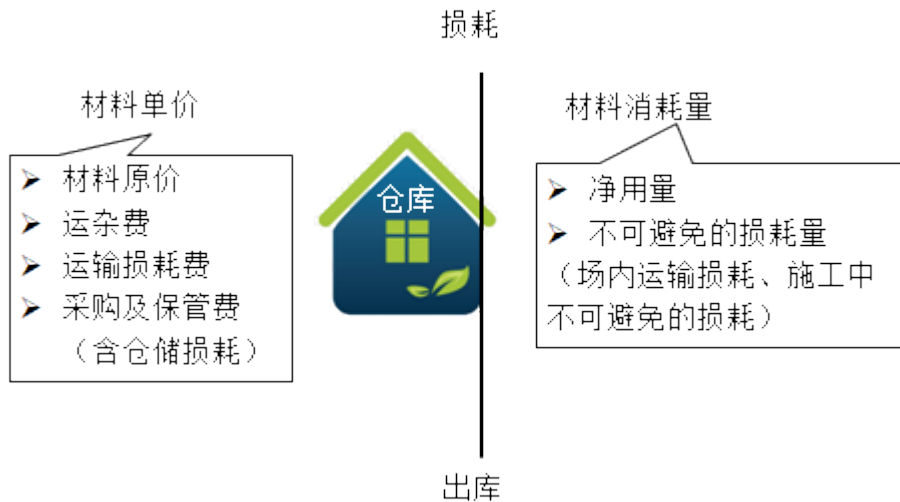 损耗
材料单价
➢ 材料原价
➢ 运杂费
➢ 运输损耗费
➢ 采购及保管费
（含仓储损耗）
仓库
材料消耗量
➢ 净用量
➢ 不可避免的损耗量
（场内运输损耗、施工中
不可避免的损耗）
出库